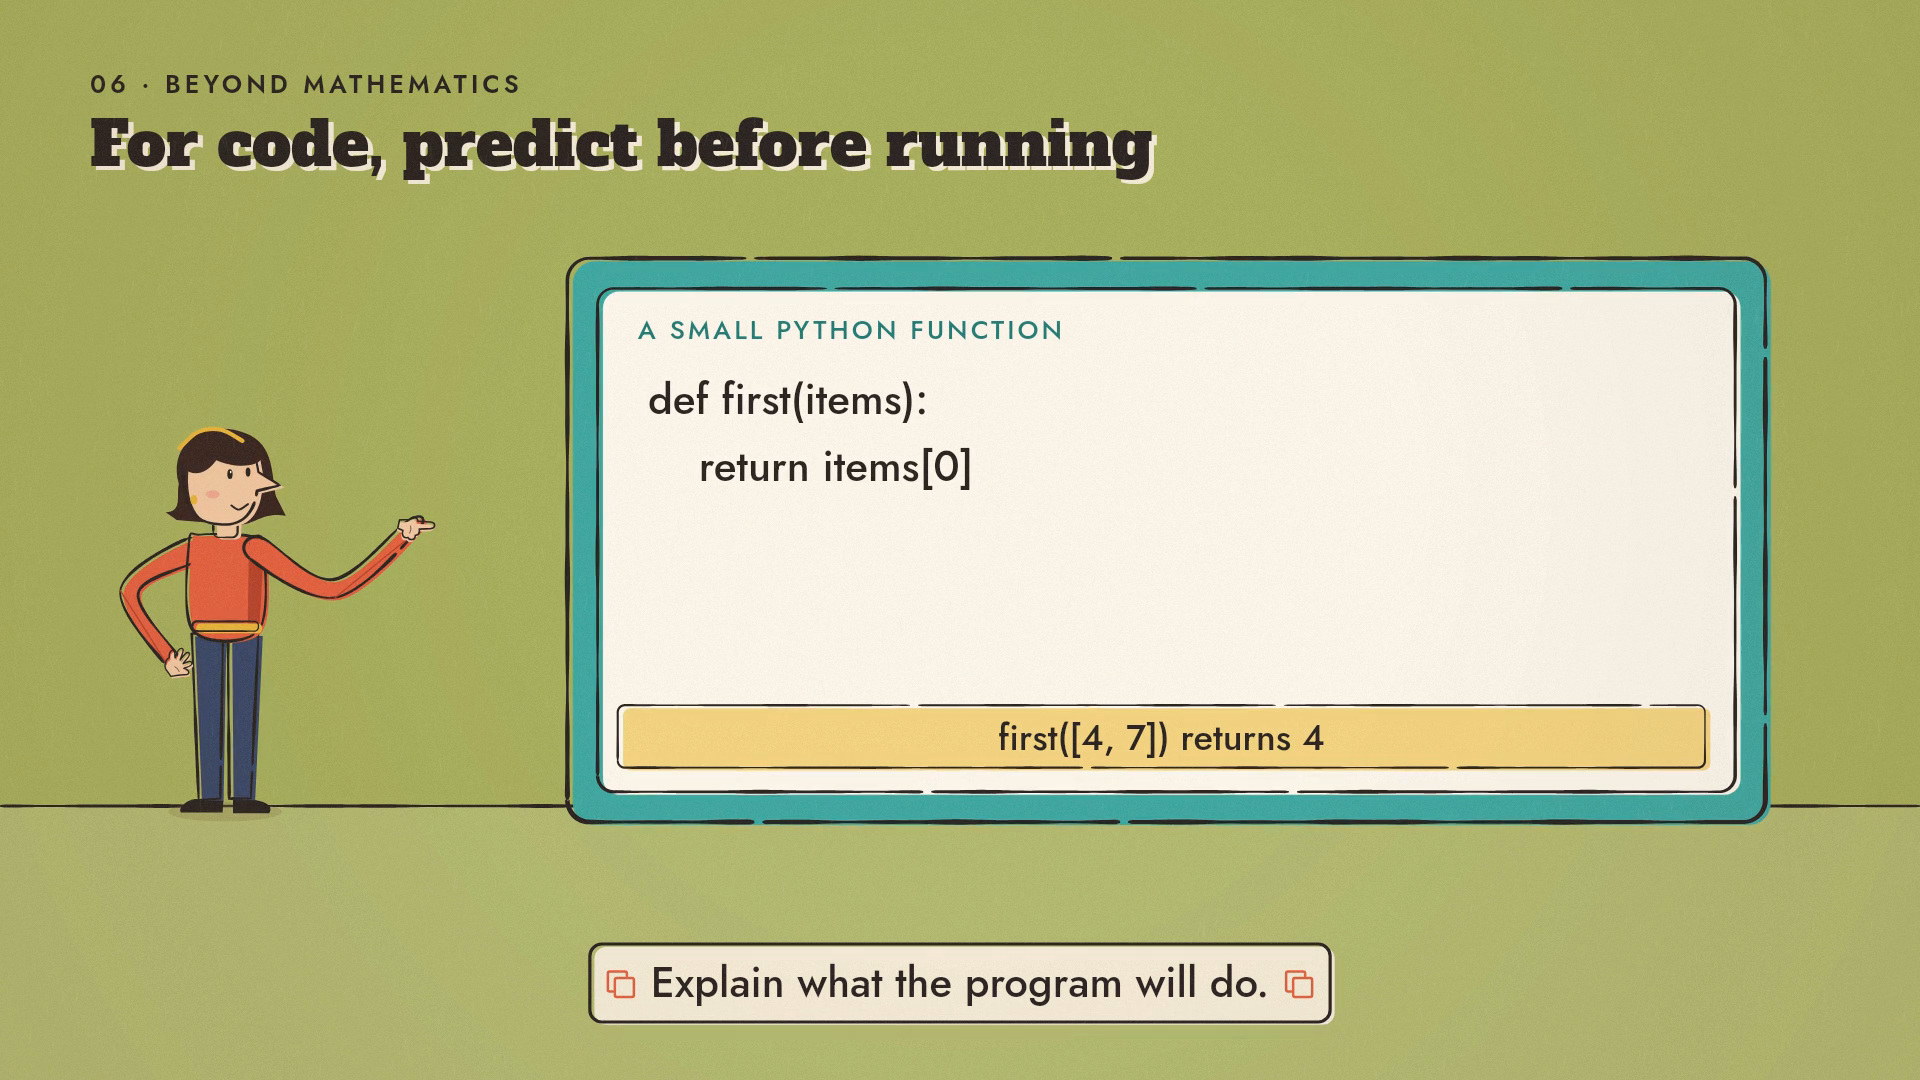 06 · BEYOND MATHEMATICS
For code, predict before running
A SMALL PYTHON FUNCTION
def first(items):
    return items[0]
first([4, 7]) returns 4
Explain what the program will do.